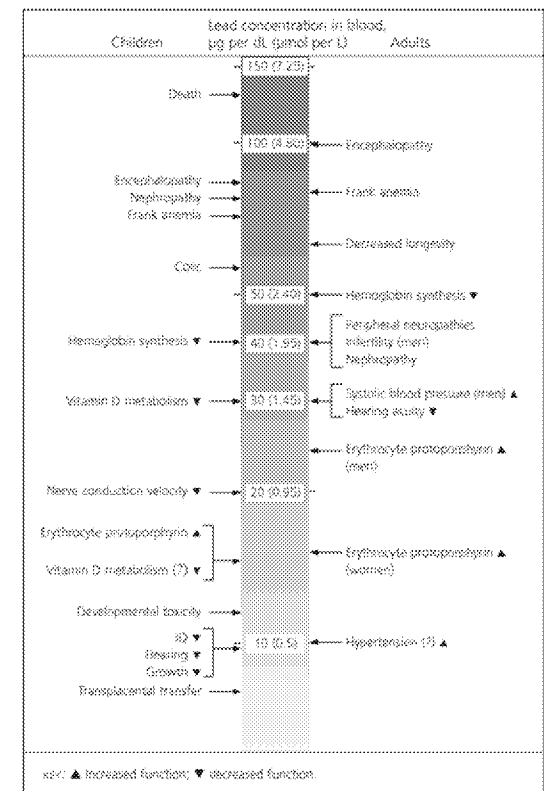 Lead concentration in blood,
Children µg per dL (µmol per L) Adults
150 (7.25)
Death
100 (4.80) Encephalopathy
Encephalopathy
Nephropathy Frank anemia
Frank anemia
Decreased longevity
Colic
50 (2.40) Hemoglobin synthesis ▼
Peripheral neuropathies
Hemoglobin synthesis ▼ 40 (1.95) Infertility (men)
Nephropathy
Systolic blood pressure (men) ▲
Vitamin D metabolism ▼ 30 (1.45)
Hearing acuity ▼
Erythrocyte protoporphyrin ▲
(men)
Nerve conduction velocity ▼ 20 (0.95)
Erythrocyte protoporphyrin ▲
Erythrocyte protoporphyrin ▲
Vitamin D metabolism (?) ▼ (women)
Developmental toxicity
IQ ▼
Hearing ▼ 10 (0.5) Hypertension (?) ▲
Growth ▼
Transplacental transfer
KEY: ▲ increased function; ▼ decreased function.